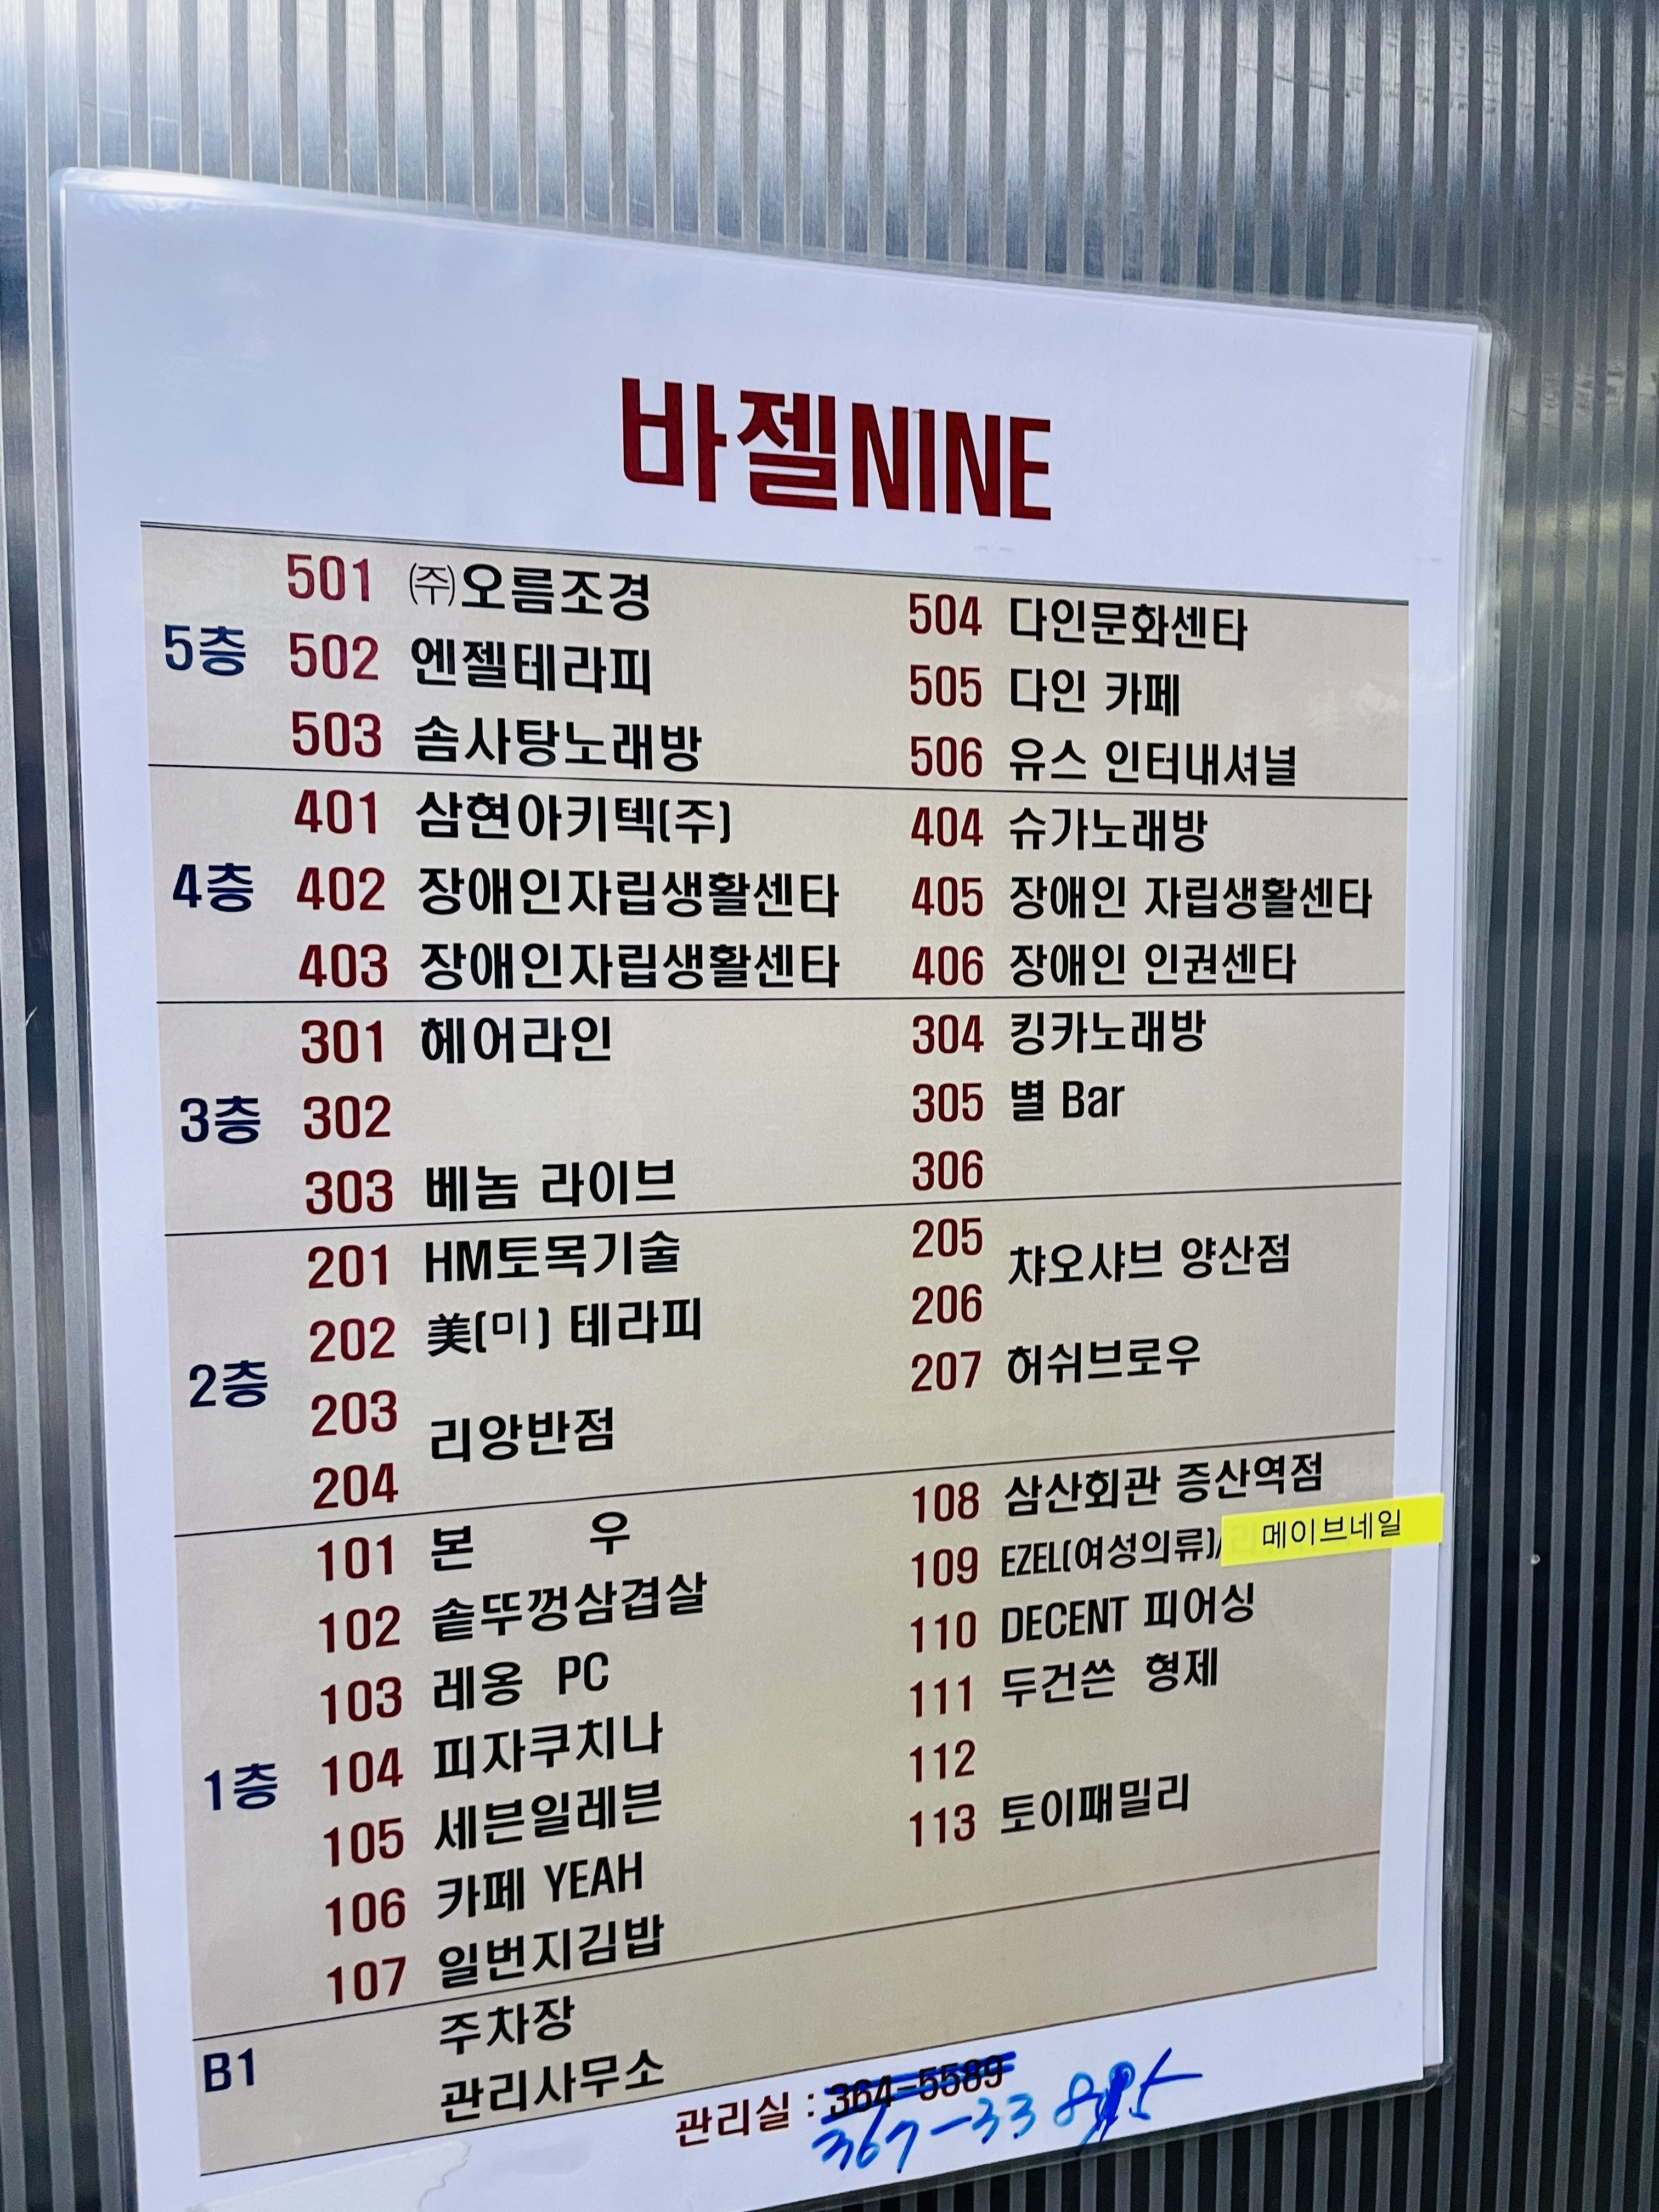 바젤NINE
5층
501 ㈜오름조경
502 엔젤테라피
503 솜사탕노래방
504 다인문화센타
505 다인 카페
506 유스 인터내셔널
4층
401 삼현아키텍(주)
402 장애인자립생활센타
403 장애인자립생활센타
404 슈가노래방
405 장애인 자립생활센타
406 장애인 인권센타
3층
301 헤어라인
302
303 베놈 라이브
304 킹카노래방
305 별 Bar
306
2층
201 HM토목기술
202 美(미) 테라피
203
리앙반점
204
205
챠오샤브 양산점
206
207 허쉬브로우
1층
101 본 우
102 솥뚜껑삼겹살
103 레옹 PC
104 피자쿠치나
105 세븐일레븐
106 카페 YEAH
107 일번지김밥
108 삼산회관 증산역점
109 EZEL(여성의류)/ 메이브네일
110 DECENT 피어싱
111 두건쓴 형제
112
113 토이패밀리
B1
주차장
관리사무소
관리실 : 364-5589